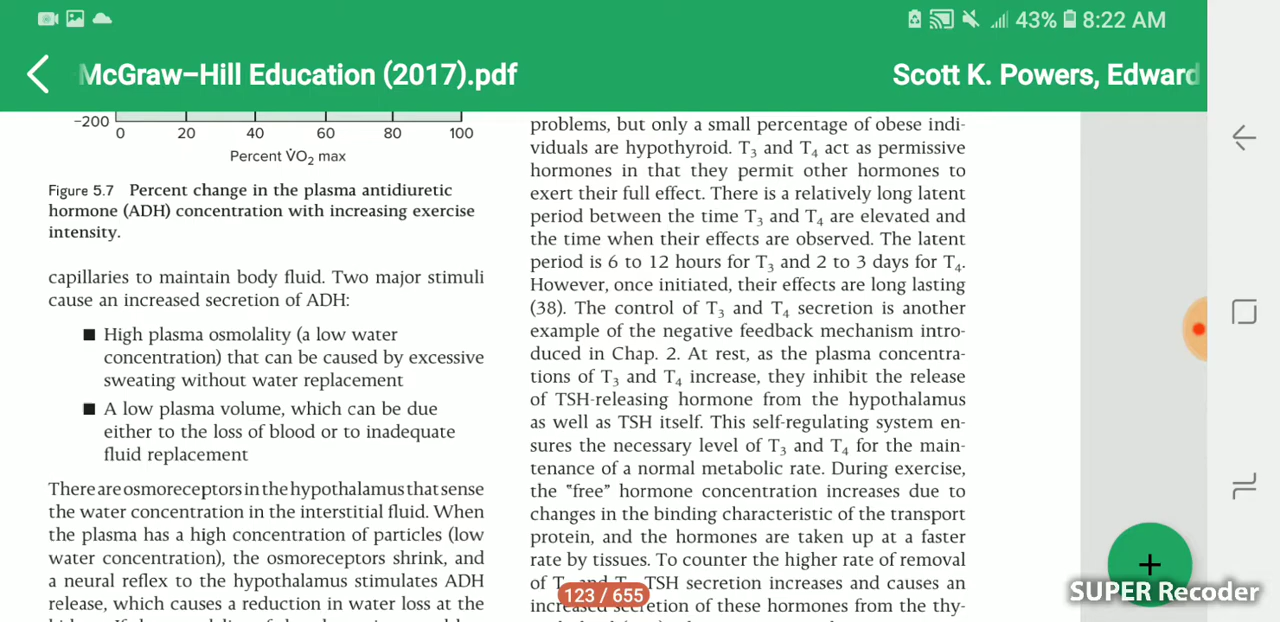 43% 8:22 AM
McGraw–Hill Education (2017).pdf
Scott K. Powers, Edward
-200
0 20 40 60 80 100
Percent V̇O2 max
Figure 5.7 Percent change in the plasma antidiuretic
hormone (ADH) concentration with increasing exercise
intensity.
capillaries to maintain body fluid. Two major stimuli
cause an increased secretion of ADH:
■ High plasma osmolality (a low water
concentration) that can be caused by excessive
sweating without water replacement
■ A low plasma volume, which can be due
either to the loss of blood or to inadequate
fluid replacement
There are osmoreceptors in the hypothalamus that sense
the water concentration in the interstitial fluid. When
the plasma has a high concentration of particles (low
water concentration), the osmoreceptors shrink, and
a neural reflex to the hypothalamus stimulates ADH
release, which causes a reduction in water loss at the
problems, but only a small percentage of obese indi-
viduals are hypothyroid. T3 and T4 act as permissive
hormones in that they permit other hormones to
exert their full effect. There is a relatively long latent
period between the time T3 and T4 are elevated and
the time when their effects are observed. The latent
period is 6 to 12 hours for T3 and 2 to 3 days for T4.
However, once initiated, their effects are long lasting
(38). The control of T3 and T4 secretion is another
example of the negative feedback mechanism intro-
duced in Chap. 2. At rest, as the plasma concentra-
tions of T3 and T4 increase, they inhibit the release
of TSH-releasing hormone from the hypothalamus
as well as TSH itself. This self-regulating system en-
sures the necessary level of T3 and T4 for the main-
tenance of a normal metabolic rate. During exercise,
the "free" hormone concentration increases due to
changes in the binding characteristic of the transport
protein, and the hormones are taken up at a faster
rate by tissues. To counter the higher rate of removal
of T and T TSH secretion increases and causes an
increased secretion of these hormones from the thy-
123 / 655
+
SUPER Recoder